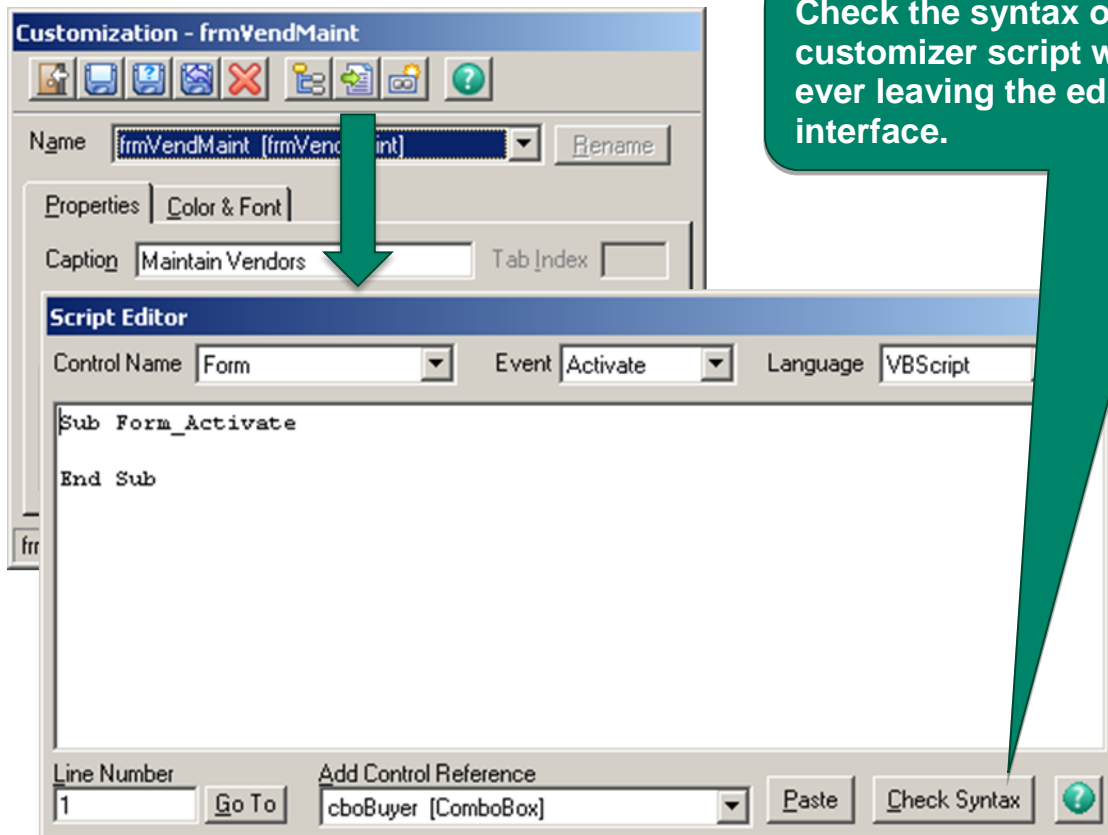 Customization - frmVendMaint
Check the syntax
customizer script
ever leaving the
interface.
Name frmVendMaint [frmVend int] Rename
Properties Color & Font
Caption Maintain Vendors Tab Index
Script Editor
Control Name Form Event Activate Language VBScript
Sub Form_Activate
End Sub
Line Number Add Control Reference
1 Go To cboBuyer [ComboBox] Paste Check Syntax